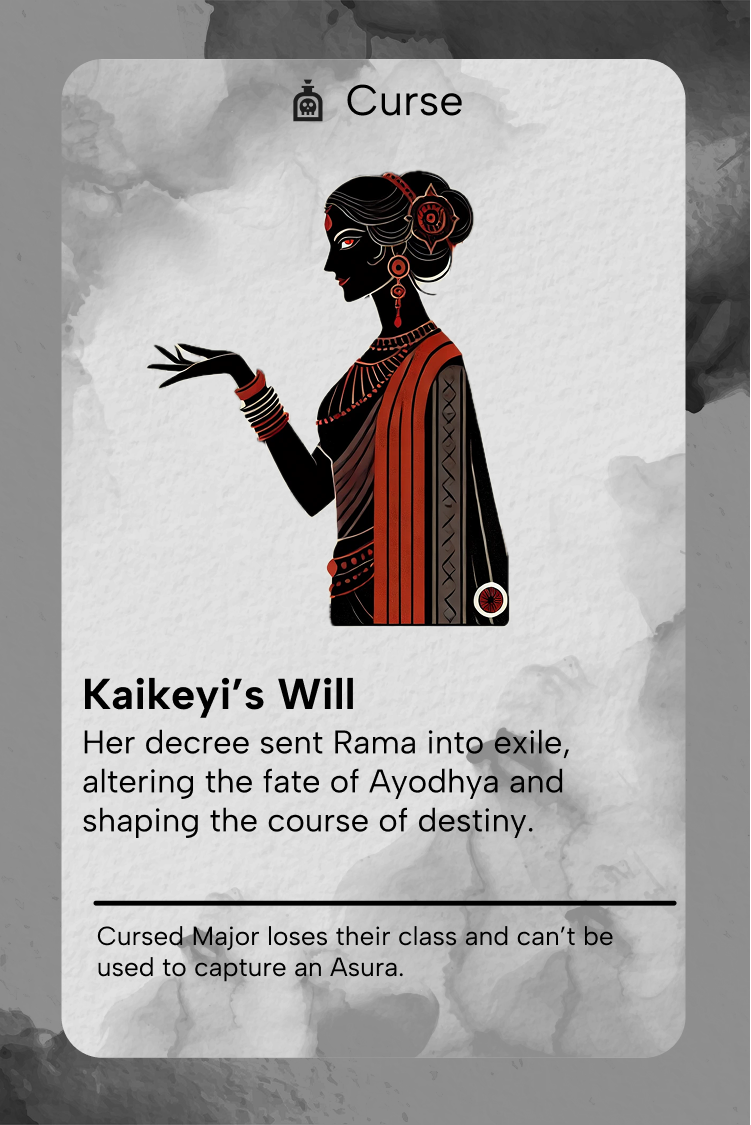 Curse
Kaikeyi’s Will
Her decree sent Rama into exile,
altering the fate of Ayodhya and
shaping the course of destiny.
Cursed Major loses their class and can’t be
used to capture an Asura.